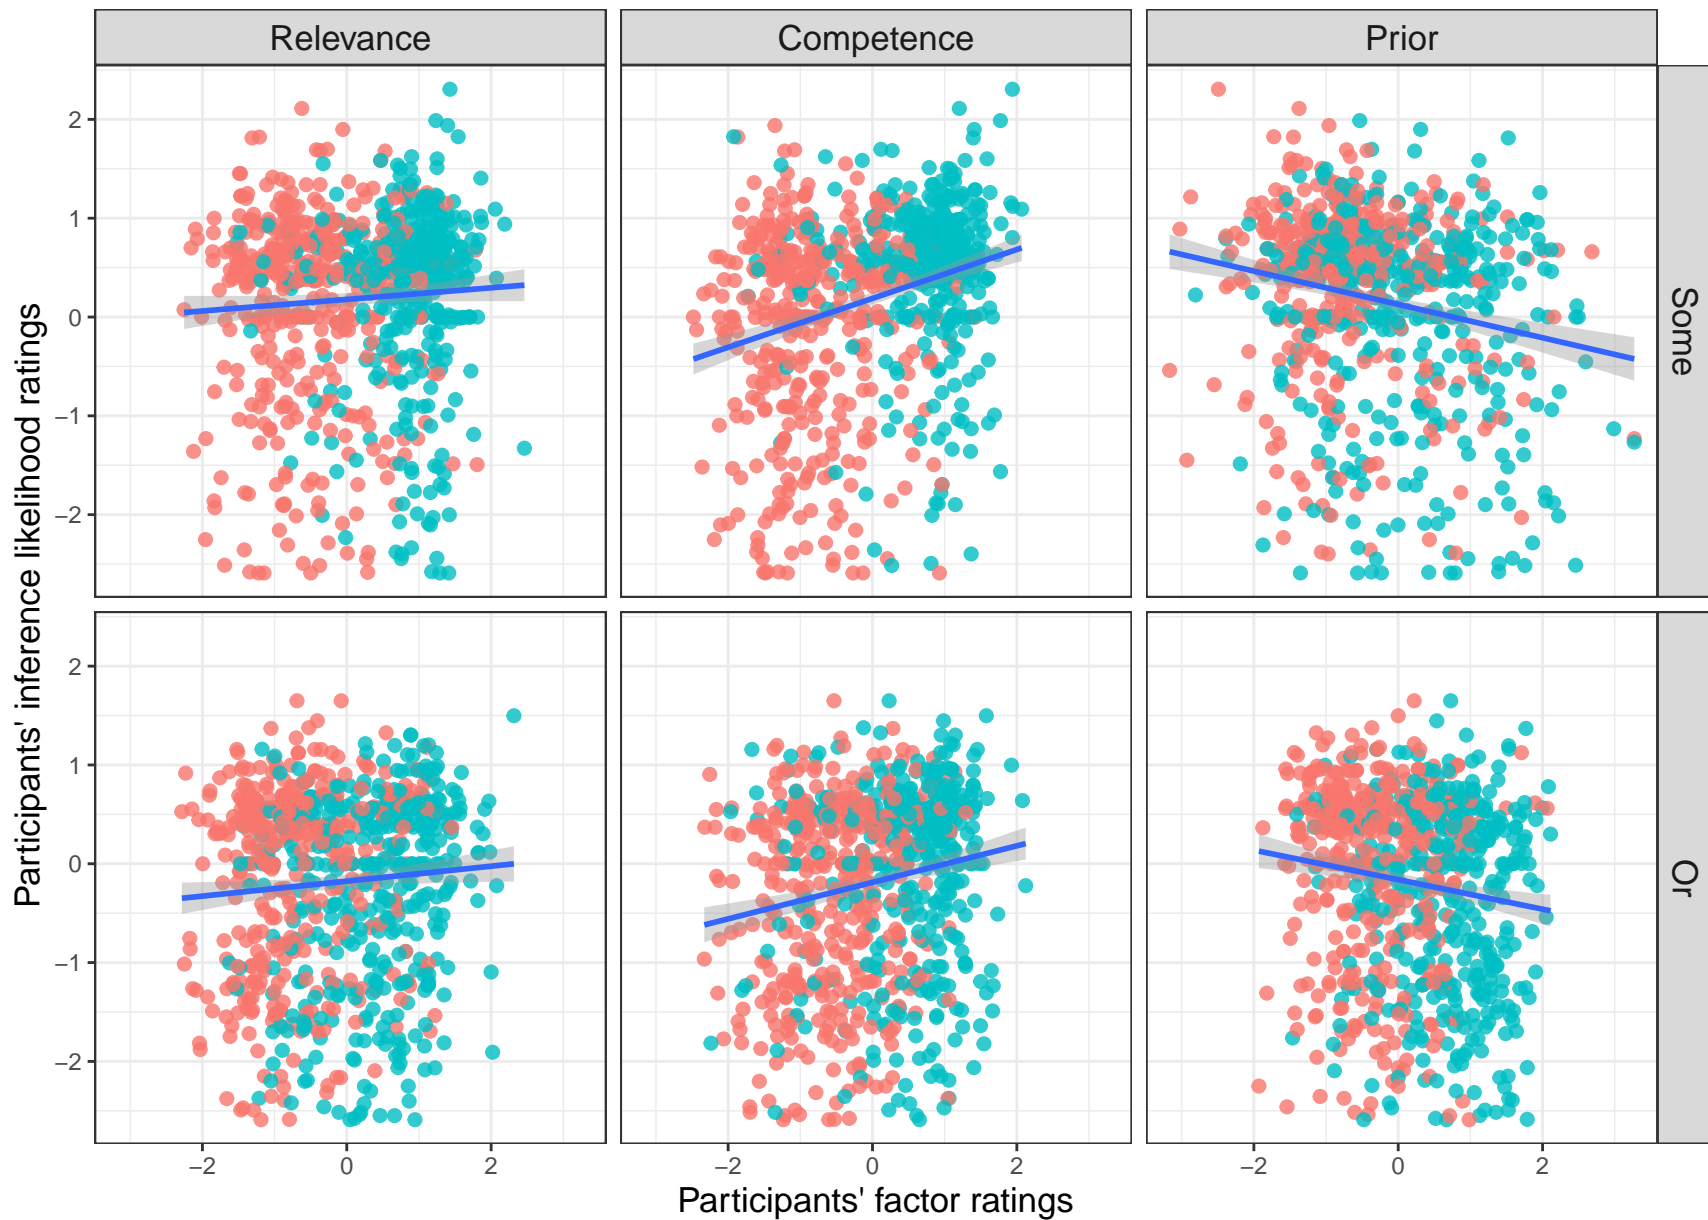 Relevance Competence Prior
Participants' inference likelihood ratings
2
1
0
−1
−2
Some
2
1
0
−1
−2
Or
−2 0 2 −2 0 2 −2 0 2
Participants' factor ratings